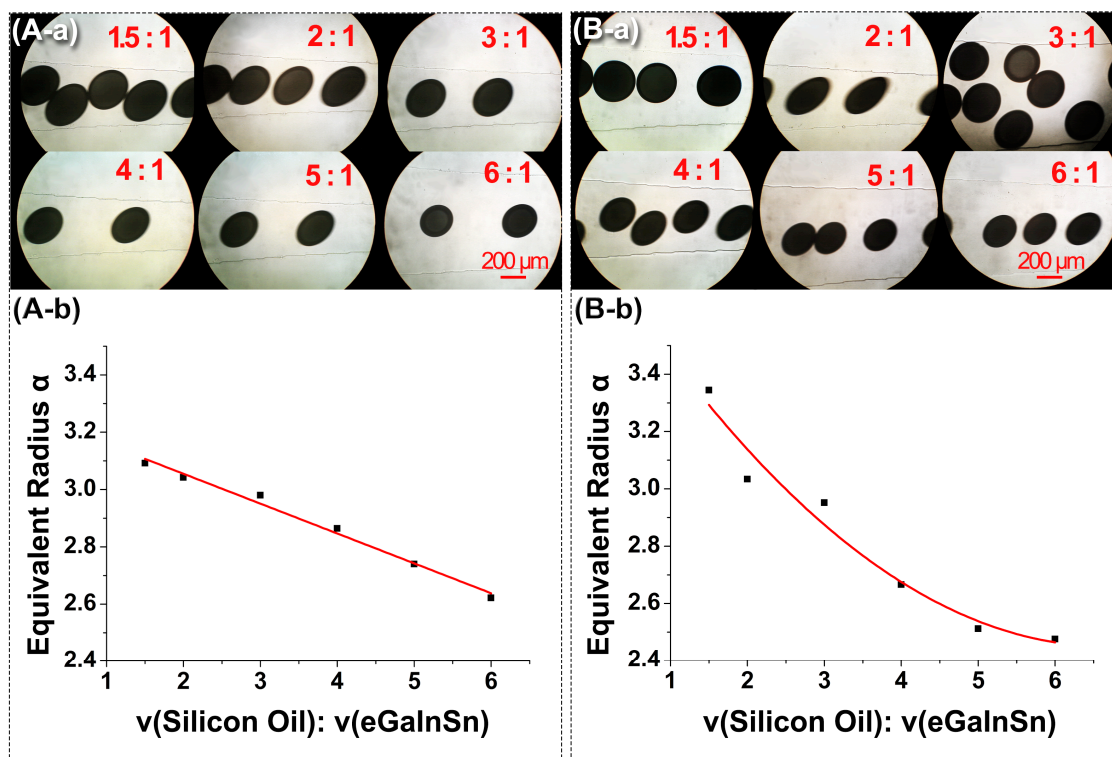 (A-a)
1.5 : 1
2 : 1
3 : 1
4 : 1
5 : 1
6 : 1
200 µm
(B-a)
1.5 : 1
2 : 1
3 : 1
4 : 1
5 : 1
6 : 1
200 µm
(A-b)
Equivalent Radius α
3.4
3.2
3.0
2.8
2.6
2.4
1 2 3 4 5 6
v(Silicon Oil): v(eGaInSn)
(B-b)
Equivalent Radius α
3.4
3.2
3.0
2.8
2.6
2.4
1 2 3 4 5 6
v(Silicon Oil): v(eGaInSn)